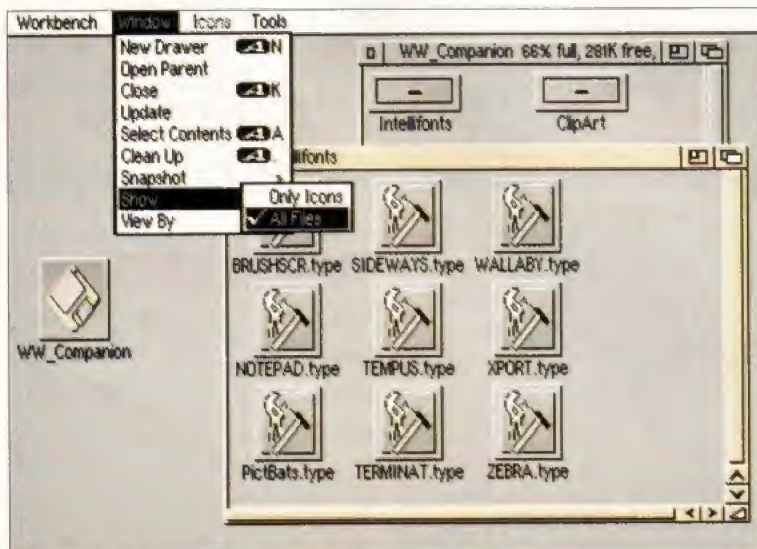 Workbench Window Icons Tools
New Drawer A N
Open Parent
Close A K
Update
Select Contents A A
Clean Up A .
Snapshot »
Show
View By
Only Icons
✓ All Files
WW_Companion 66% full, 281K free,
Intellifonts ClipArt
llifonts
BRUSHSCR.type SIDEWAYS.type WALLABY.type
NOTEPAD.type TEMPUS.type XPORT.type
PictBats.type TERMINAT.type ZEBRA.type
WW_Companion